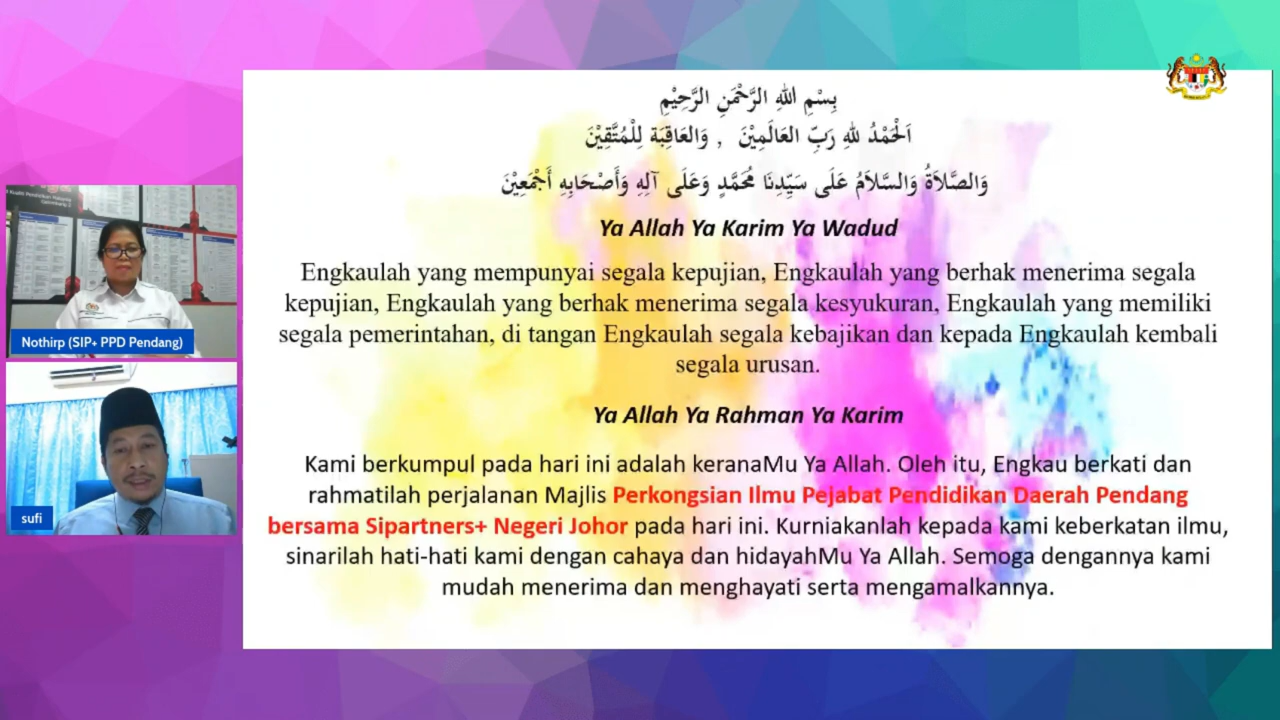 بِسْمِ اللهِ الرَّحْمَنِ الرَّحِيْمِ
اَلْحَمْدُ للهِ رَبِّ العَالَمِيْنَ , وَالعَاقِبَة لِلْمُتَّقِيْنَ
وَالصَّلاَةُ وَالسَّلاَمُ عَلَى سَيِّدِنَا مُحَمَّدٍ وَعَلَى آلِهِ وَأَصْحَابِهِ أَجْمَعِيْنَ
Ya Allah Ya Karim Ya Wadud
Engkaulah yang mempunyai segala kepujian, Engkaulah yang berhak menerima segala
kepujian, Engkaulah yang berhak menerima segala kesyukuran, Engkaulah yang memiliki
segala pemerintahan, di tangan Engkaulah segala kebajikan dan kepada Engkaulah kembali
segala urusan.
Ya Allah Ya Rahman Ya Karim
Kami berkumpul pada hari ini adalah keranaMu Ya Allah. Oleh itu, Engkau berkati dan
rahmatilah perjalanan Majlis Perkongsian Ilmu Pejabat Pendidikan Daerah Pendang
bersama Sipartners+ Negeri Johor pada hari ini. Kurniakanlah kepada kami keberkatan ilmu,
sinarilah hati-hati kami dengan cahaya dan hidayahMu Ya Allah. Semoga dengannya kami
mudah menerima dan menghayati serta mengamalkannya.
Nothirp (SIP+ PPD Pendang)
sufi